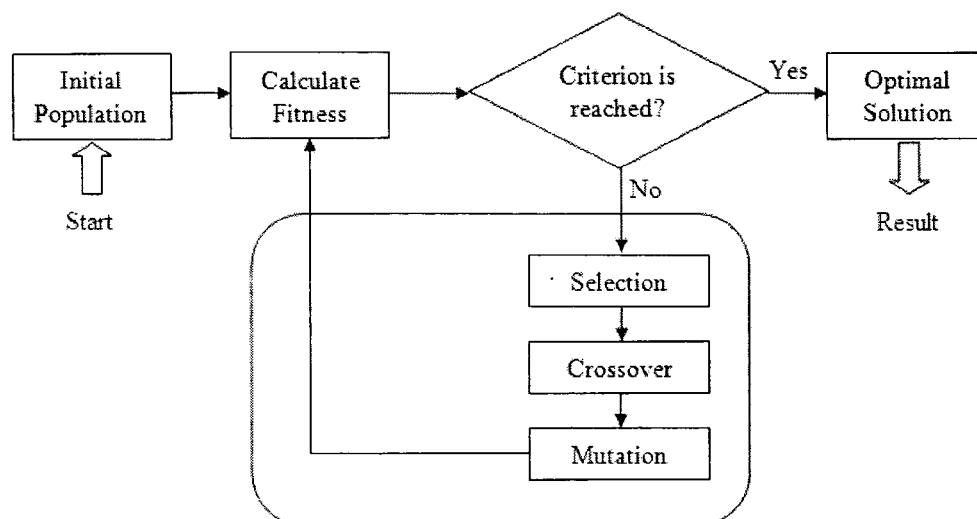 Initial
Population
Calculate
Fitness
Criterion is
reached?
Yes
Optimal
Solution
No
Start
Result
Selection
Crossover
Mutation